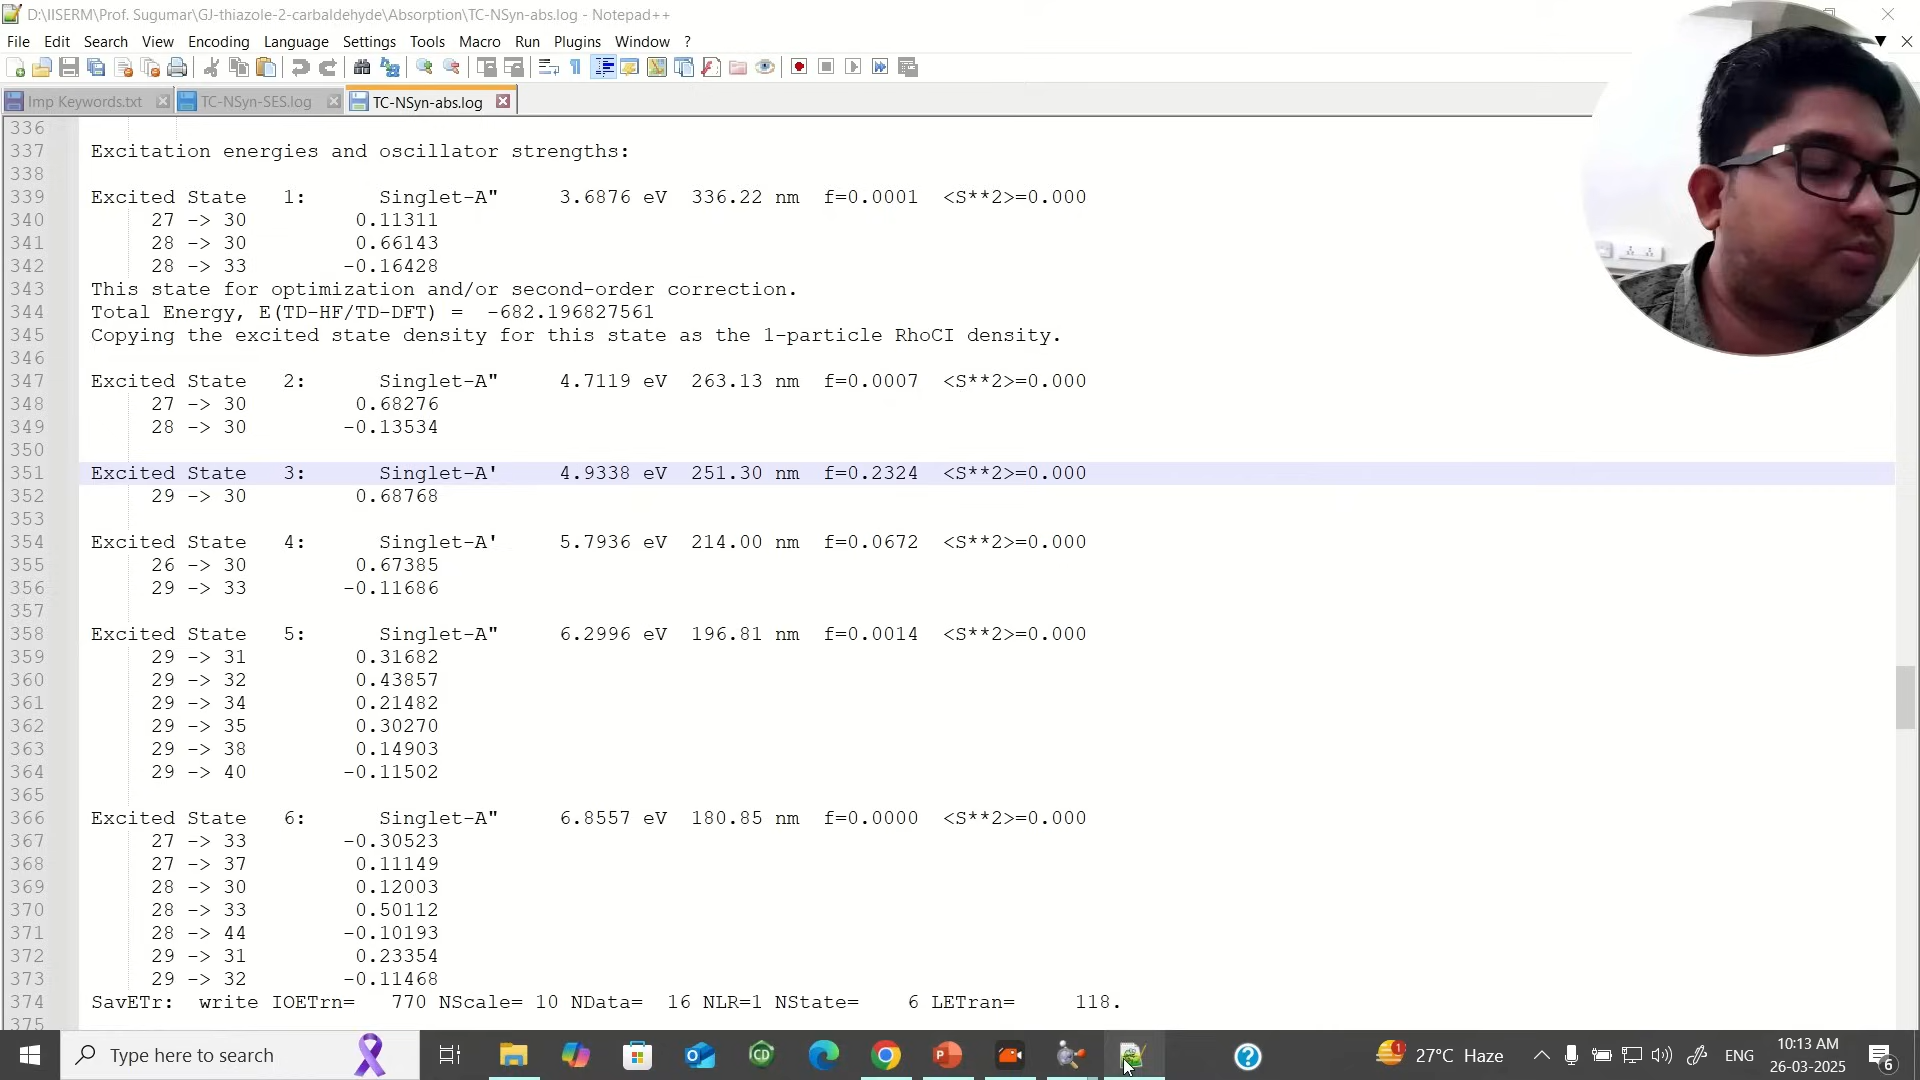 D:\IISERM\Prof. Sugumar\GJ-thiazole-2-carbaldehyde\Absorption\TC-NSyn-abs.log - Notepad++
File Edit Search View Encoding Language Settings Tools Macro Run Plugins Window ?
Imp Keywords.txt TC-NSyn-SES.log TC-NSyn-abs.log
336
337 Excitation energies and oscillator strengths:
338
339 Excited State 1: Singlet-A" 3.6876 eV 336.22 nm f=0.0001 <S**2>=0.000
340 27 -> 30 0.11311
341 28 -> 30 0.66143
342 28 -> 33 -0.16428
343 This state for optimization and/or second-order correction.
344 Total Energy, E(TD-HF/TD-DFT) = -682.196827561
345 Copying the excited state density for this state as the 1-particle RhoCI density.
346
347 Excited State 2: Singlet-A" 4.7119 eV 263.13 nm f=0.0007 <S**2>=0.000
348 27 -> 30 0.68276
349 28 -> 30 -0.13534
350
351 Excited State 3: Singlet-A' 4.9338 eV 251.30 nm f=0.2324 <S**2>=0.000
352 29 -> 30 0.68768
353
354 Excited State 4: Singlet-A' 5.7936 eV 214.00 nm f=0.0672 <S**2>=0.000
355 26 -> 30 0.67385
356 29 -> 33 -0.11686
357
358 Excited State 5: Singlet-A" 6.2996 eV 196.81 nm f=0.0014 <S**2>=0.000
359 29 -> 31 0.31682
360 29 -> 32 0.43857
361 29 -> 34 0.21482
362 29 -> 35 0.30270
363 29 -> 38 0.14903
364 29 -> 40 -0.11502
365
366 Excited State 6: Singlet-A" 6.8557 eV 180.85 nm f=0.0000 <S**2>=0.000
367 27 -> 33 -0.30523
368 27 -> 37 0.11149
369 28 -> 30 0.12003
370 28 -> 33 0.50112
371 28 -> 44 -0.10193
372 29 -> 31 0.23354
373 29 -> 32 -0.11468
374 SavETr: write IOETrn= 770 NScale= 10 NData= 16 NLR=1 NState= 6 LETran= 118.
375
Type here to search
27°C Haze
ENG
10:13 AM
26-03-2025
6